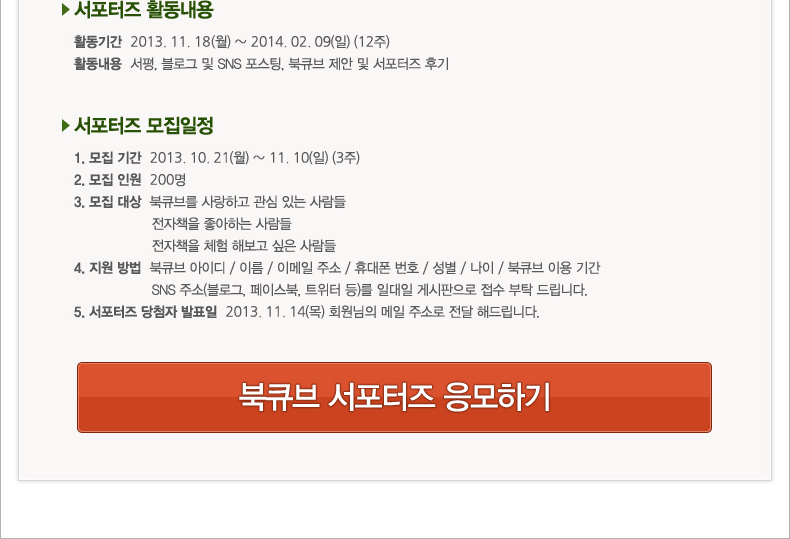 서포터즈 활동내용
활동기간 2013. 11. 18(월) ~ 2014. 02. 09(일) (12주)
활동내용 서평, 블로그 및 SNS 포스팅, 북큐브 제안 및 서포터즈 후기
서포터즈 모집일정
1. 모집 기간 2013. 10. 21(월) ~ 11. 10(일) (3주)
2. 모집 인원 200명
3. 모집 대상 북큐브를 사랑하고 관심 있는 사람들
전자책을 좋아하는 사람들
전자책을 체험 해보고 싶은 사람들
4. 지원 방법 북큐브 아이디 / 이름 / 이메일 주소 / 휴대폰 번호 / 성별 / 나이 / 북큐브 이용 기간
SNS 주소(블로그, 페이스북, 트위터 등)를 일대일 게시판으로 접수 부탁 드립니다.
5. 서포터즈 당첨자 발표일 2013. 11. 14(목) 회원님의 메일 주소로 전달 해드립니다.
북큐브 서포터즈 응모하기